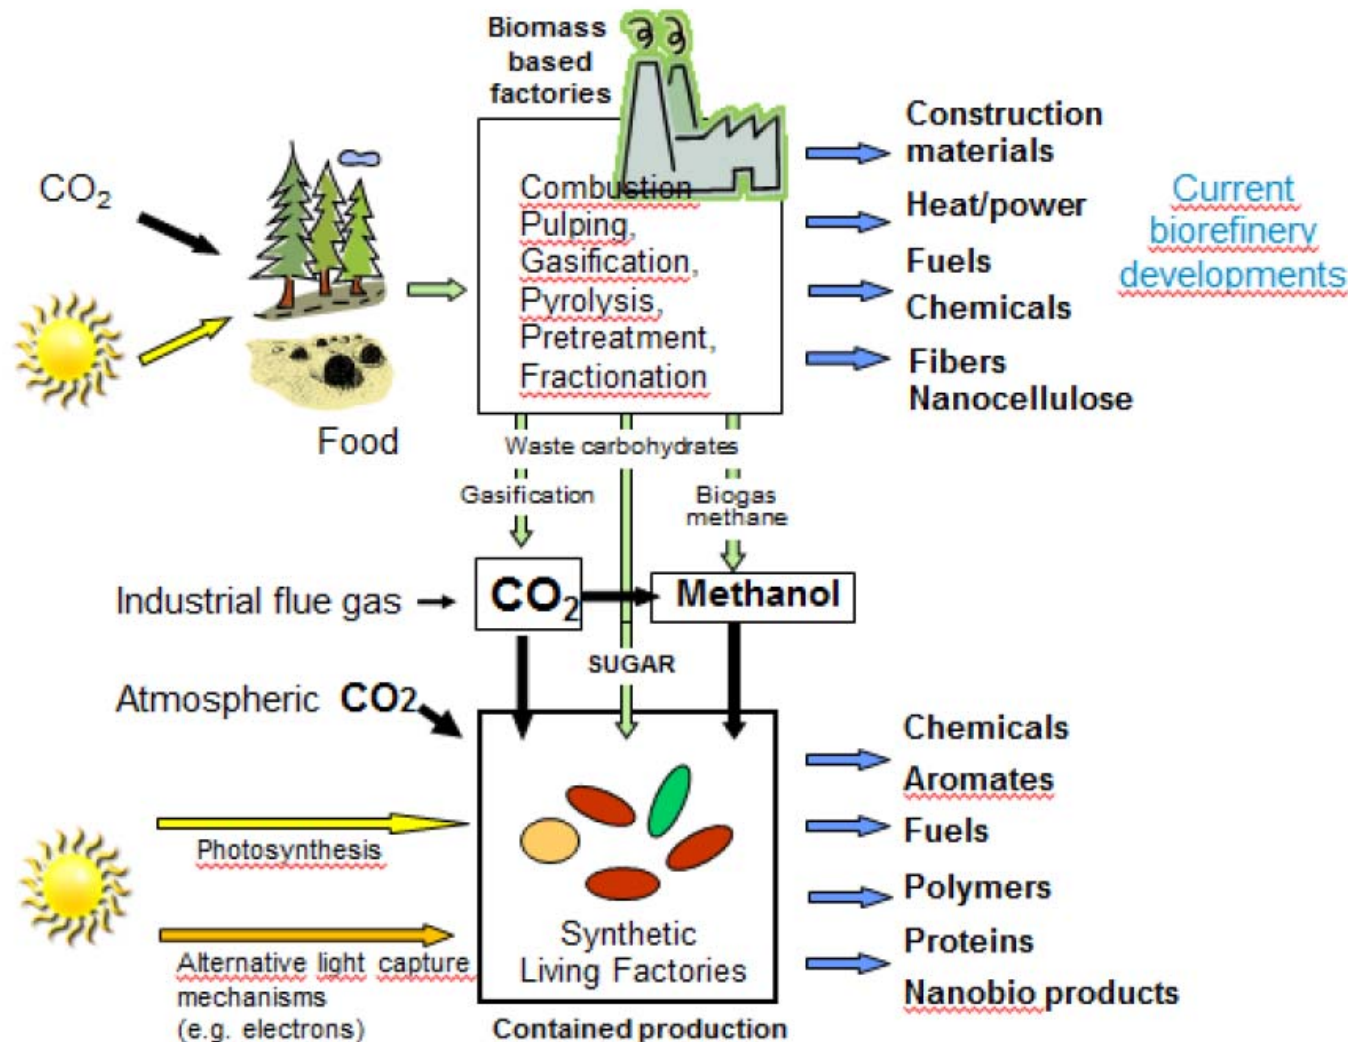 Biomass
based
factories
CO₂
Combustion
Pulping,
Gasification,
Pyrolysis,
Pretreatment,
Fractionation
Construction
materials
Heat/power
Fuels
Chemicals
Fibers
Nanocellulose
Current
biorefinery
developments
Food
Waste carbohydrates
Gasification
Biogas
methane
Industrial flue gas
CO₂
Methanol
SUGAR
Atmospheric CO2
Photosynthesis
Alternative light capture
mechanisms
(e.g. electrons)
Synthetic
Living Factories
Contained production
Chemicals
Aromates
Fuels
Polymers
Proteins
Nanobio products